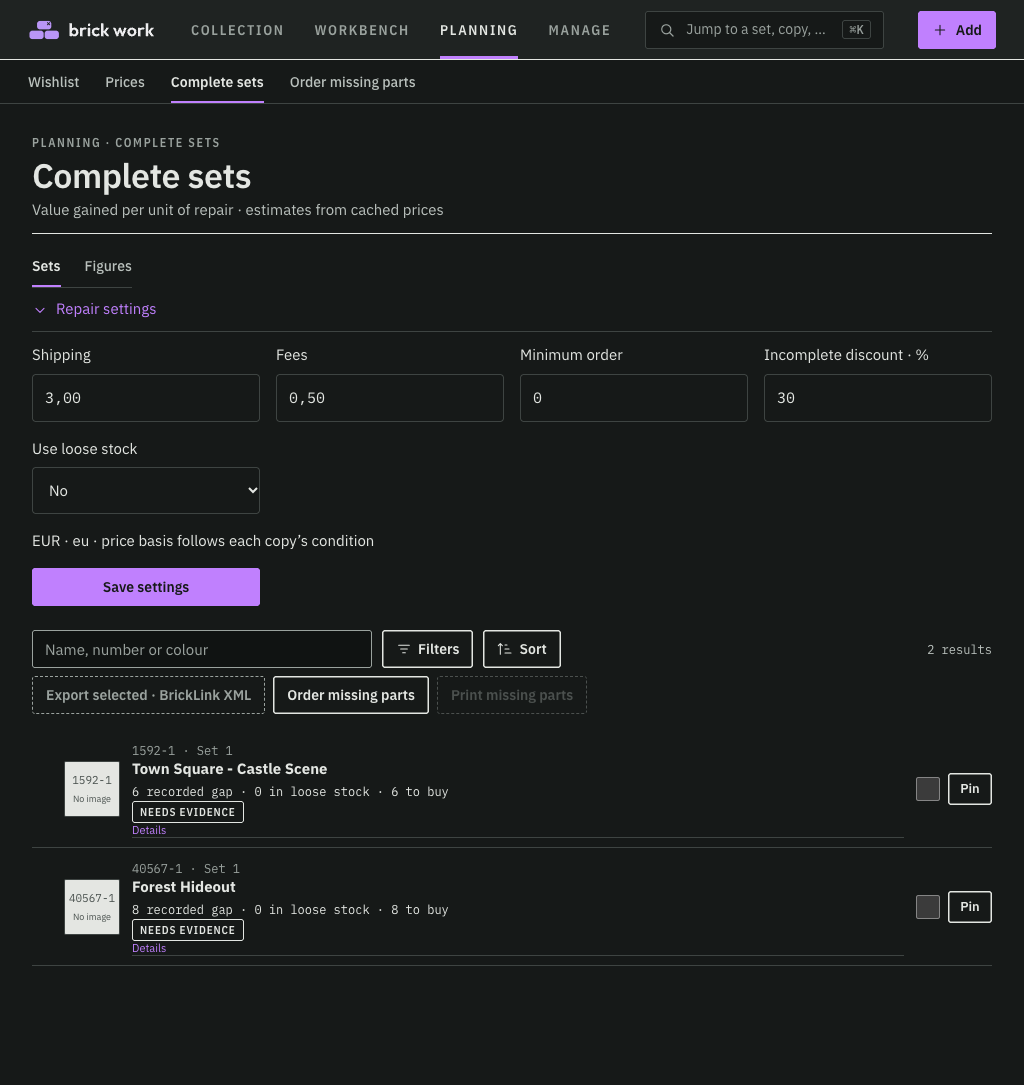 brick work
COLLECTION WORKBENCH PLANNING MANAGE
Jump to a set, copy, ... ⌘K
+ Add
Wishlist Prices Complete sets Order missing parts
PLANNING · COMPLETE SETS
Complete sets
Value gained per unit of repair · estimates from cached prices
Sets Figures
Repair settings
Shipping Fees Minimum order Incomplete discount · %
3,00 0,50 0 30
Use loose stock
No
EUR · eu · price basis follows each copy’s condition
Save settings
Name, number or colour Filters Sort 2 results
Export selected · BrickLink XML Order missing parts Print missing parts
1592-1 · Set 1
1592-1
No image
Town Square - Castle Scene
6 recorded gap · 0 in loose stock · 6 to buy
NEEDS EVIDENCE
Details
Pin
40567-1 · Set 1
40567-1
No image
Forest Hideout
8 recorded gap · 0 in loose stock · 8 to buy
NEEDS EVIDENCE
Details
Pin